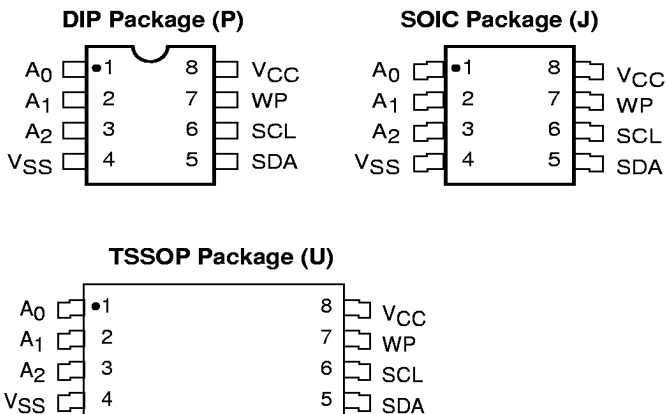 DIP Package (P)
A0 1 8 VCC
A1 2 7 WP
A2 3 6 SCL
VSS 4 5 SDA
SOIC Package (J)
A0 1 8 VCC
A1 2 7 WP
A2 3 6 SCL
VSS 4 5 SDA
TSSOP Package (U)
A0 1 8 VCC
A1 2 7 WP
A2 3 6 SCL
VSS 4 5 SDA